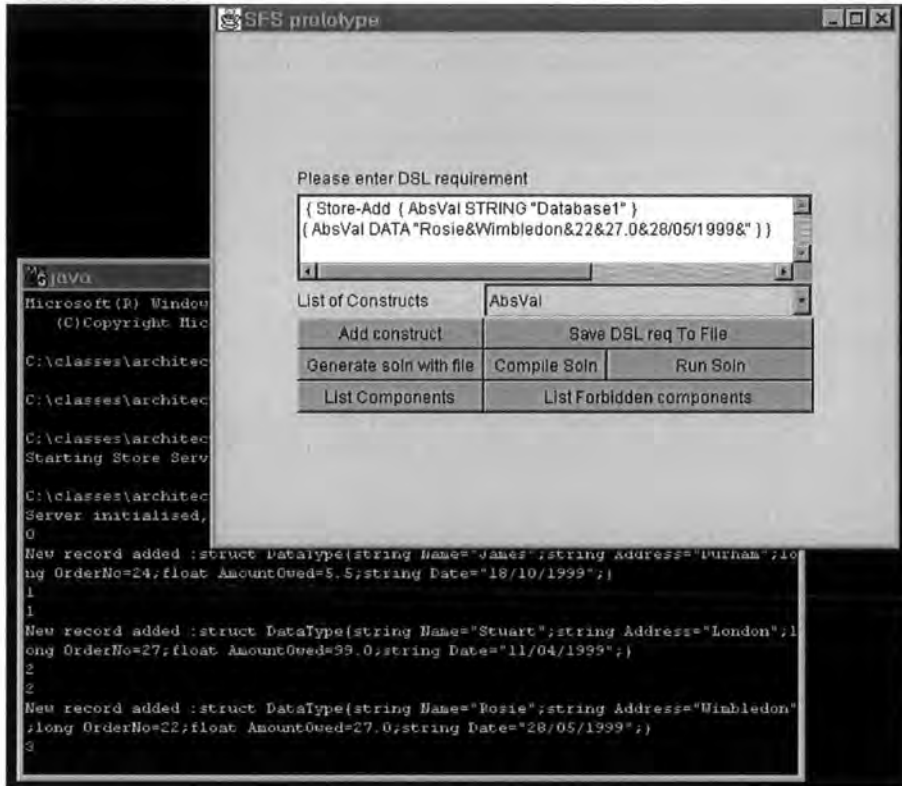 SFS prototype
Please enter DSL requirement
{ Store-Add { AbsVal STRING "Database1" }
{ AbsVal DATA "Rosie&Wimbledon&22&27.0&28/05/1999&" } }
List of Constructs AbsVal
Add construct Save DSL req To File
Generate soln with file Compile Soln Run Soln
List Components List Forbidden components
java
Microsoft(R) Window
(C)Copyright Mic
C:\classes\architec
C:\classes\architec
C:\classes\architec
Starting Store Serv
C:\classes\architec
Server initialised,
0
New record added :struct DataType{string Name="James";string Address="Durham";lo
ng OrderNo=24;float AmountOwed=5.5;string Date="18/10/1999";}
1
1
New record added :struct DataType{string Name="Stuart";string Address="London";l
ong OrderNo=27;float AmountOwed=99.0;string Date="11/04/1999";}
2
2
New record added :struct DataType{string Name="Rosie";string Address="Wimbledon"
;long OrderNo=22;float AmountOwed=27.0;string Date="28/05/1999";}
3